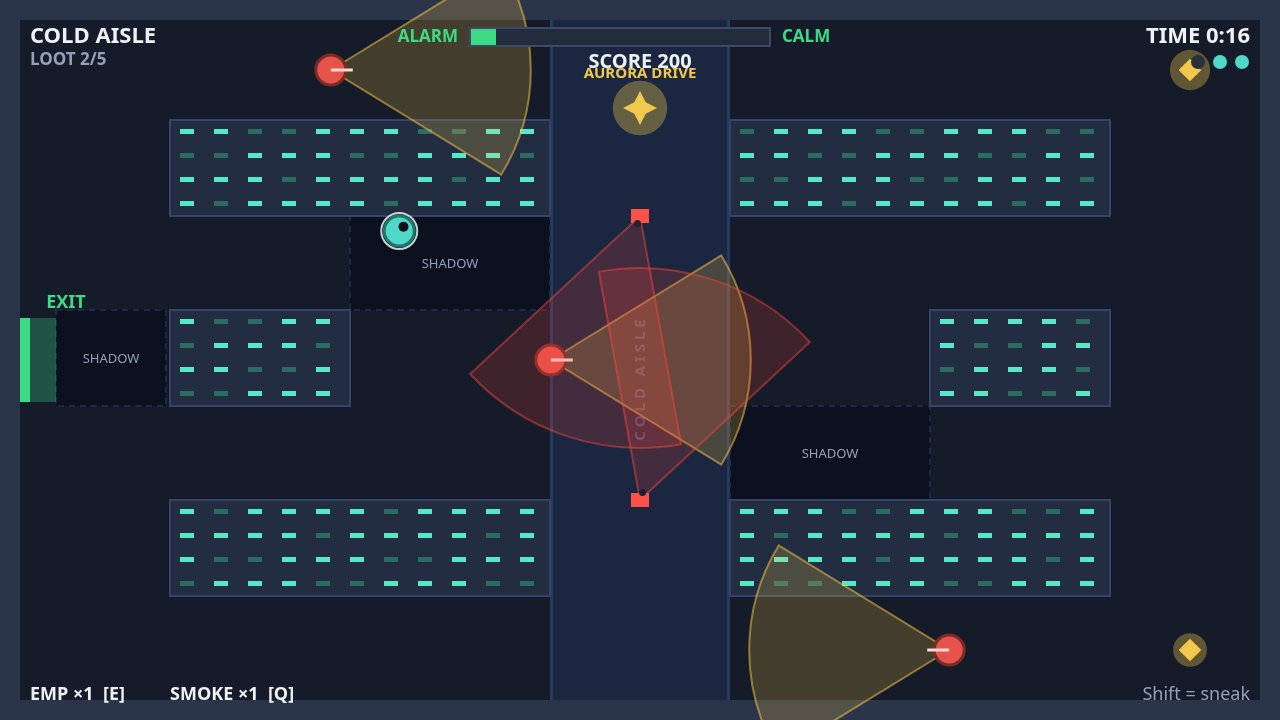 COLD AISLE
LOOT 2/5
ALARM
CALM
TIME 0:16
SCORE 200
AURORA DRIVE
SHADOW
EXIT
SHADOW
COLD AISLE
SHADOW
EMP ×1 [E]
SMOKE ×1 [Q]
Shift = sneak